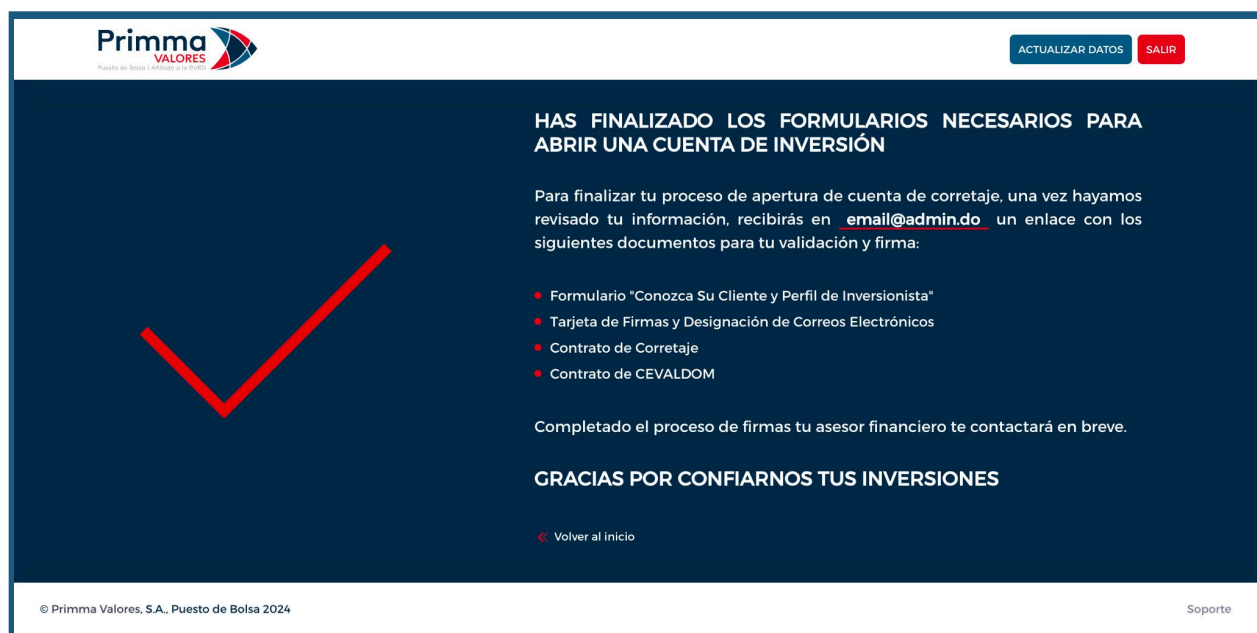 Primma
VALORES
Puesto de Bolsa | Afiliado a la BVRD
ACTUALIZAR DATOS
SALIR
HAS FINALIZADO LOS FORMULARIOS NECESARIOS PARA
ABRIR UNA CUENTA DE INVERSIÓN
Para finalizar tu proceso de apertura de cuenta de corretaje, una vez hayamos
revisado tu información, recibirás en email@admin.do un enlace con los
siguientes documentos para tu validación y firma:
Formulario "Conozca Su Cliente y Perfil de Inversionista"
Tarjeta de Firmas y Designación de Correos Electrónicos
Contrato de Corretaje
Contrato de CEVALDOM
Completado el proceso de firmas tu asesor financiero te contactará en breve.
GRACIAS POR CONFIARNOS TUS INVERSIONES
« Volver al inicio
© Primma Valores, S.A., Puesto de Bolsa 2024
Soporte